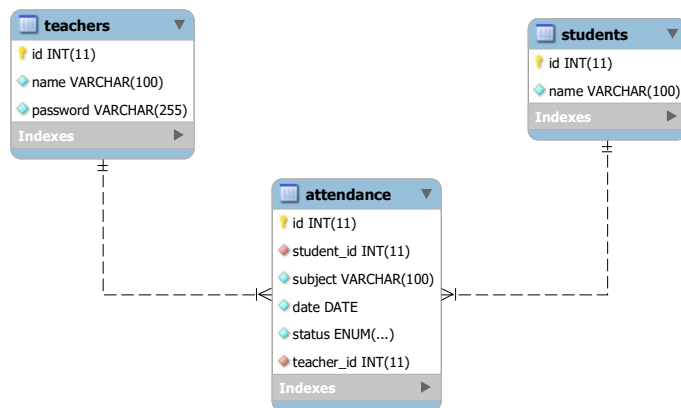 teachers
id INT(11)
name VARCHAR(100)
password VARCHAR(255)
Indexes
students
id INT(11)
name VARCHAR(100)
Indexes
attendance
id INT(11)
student_id INT(11)
subject VARCHAR(100)
date DATE
status ENUM(...)
teacher_id INT(11)
Indexes